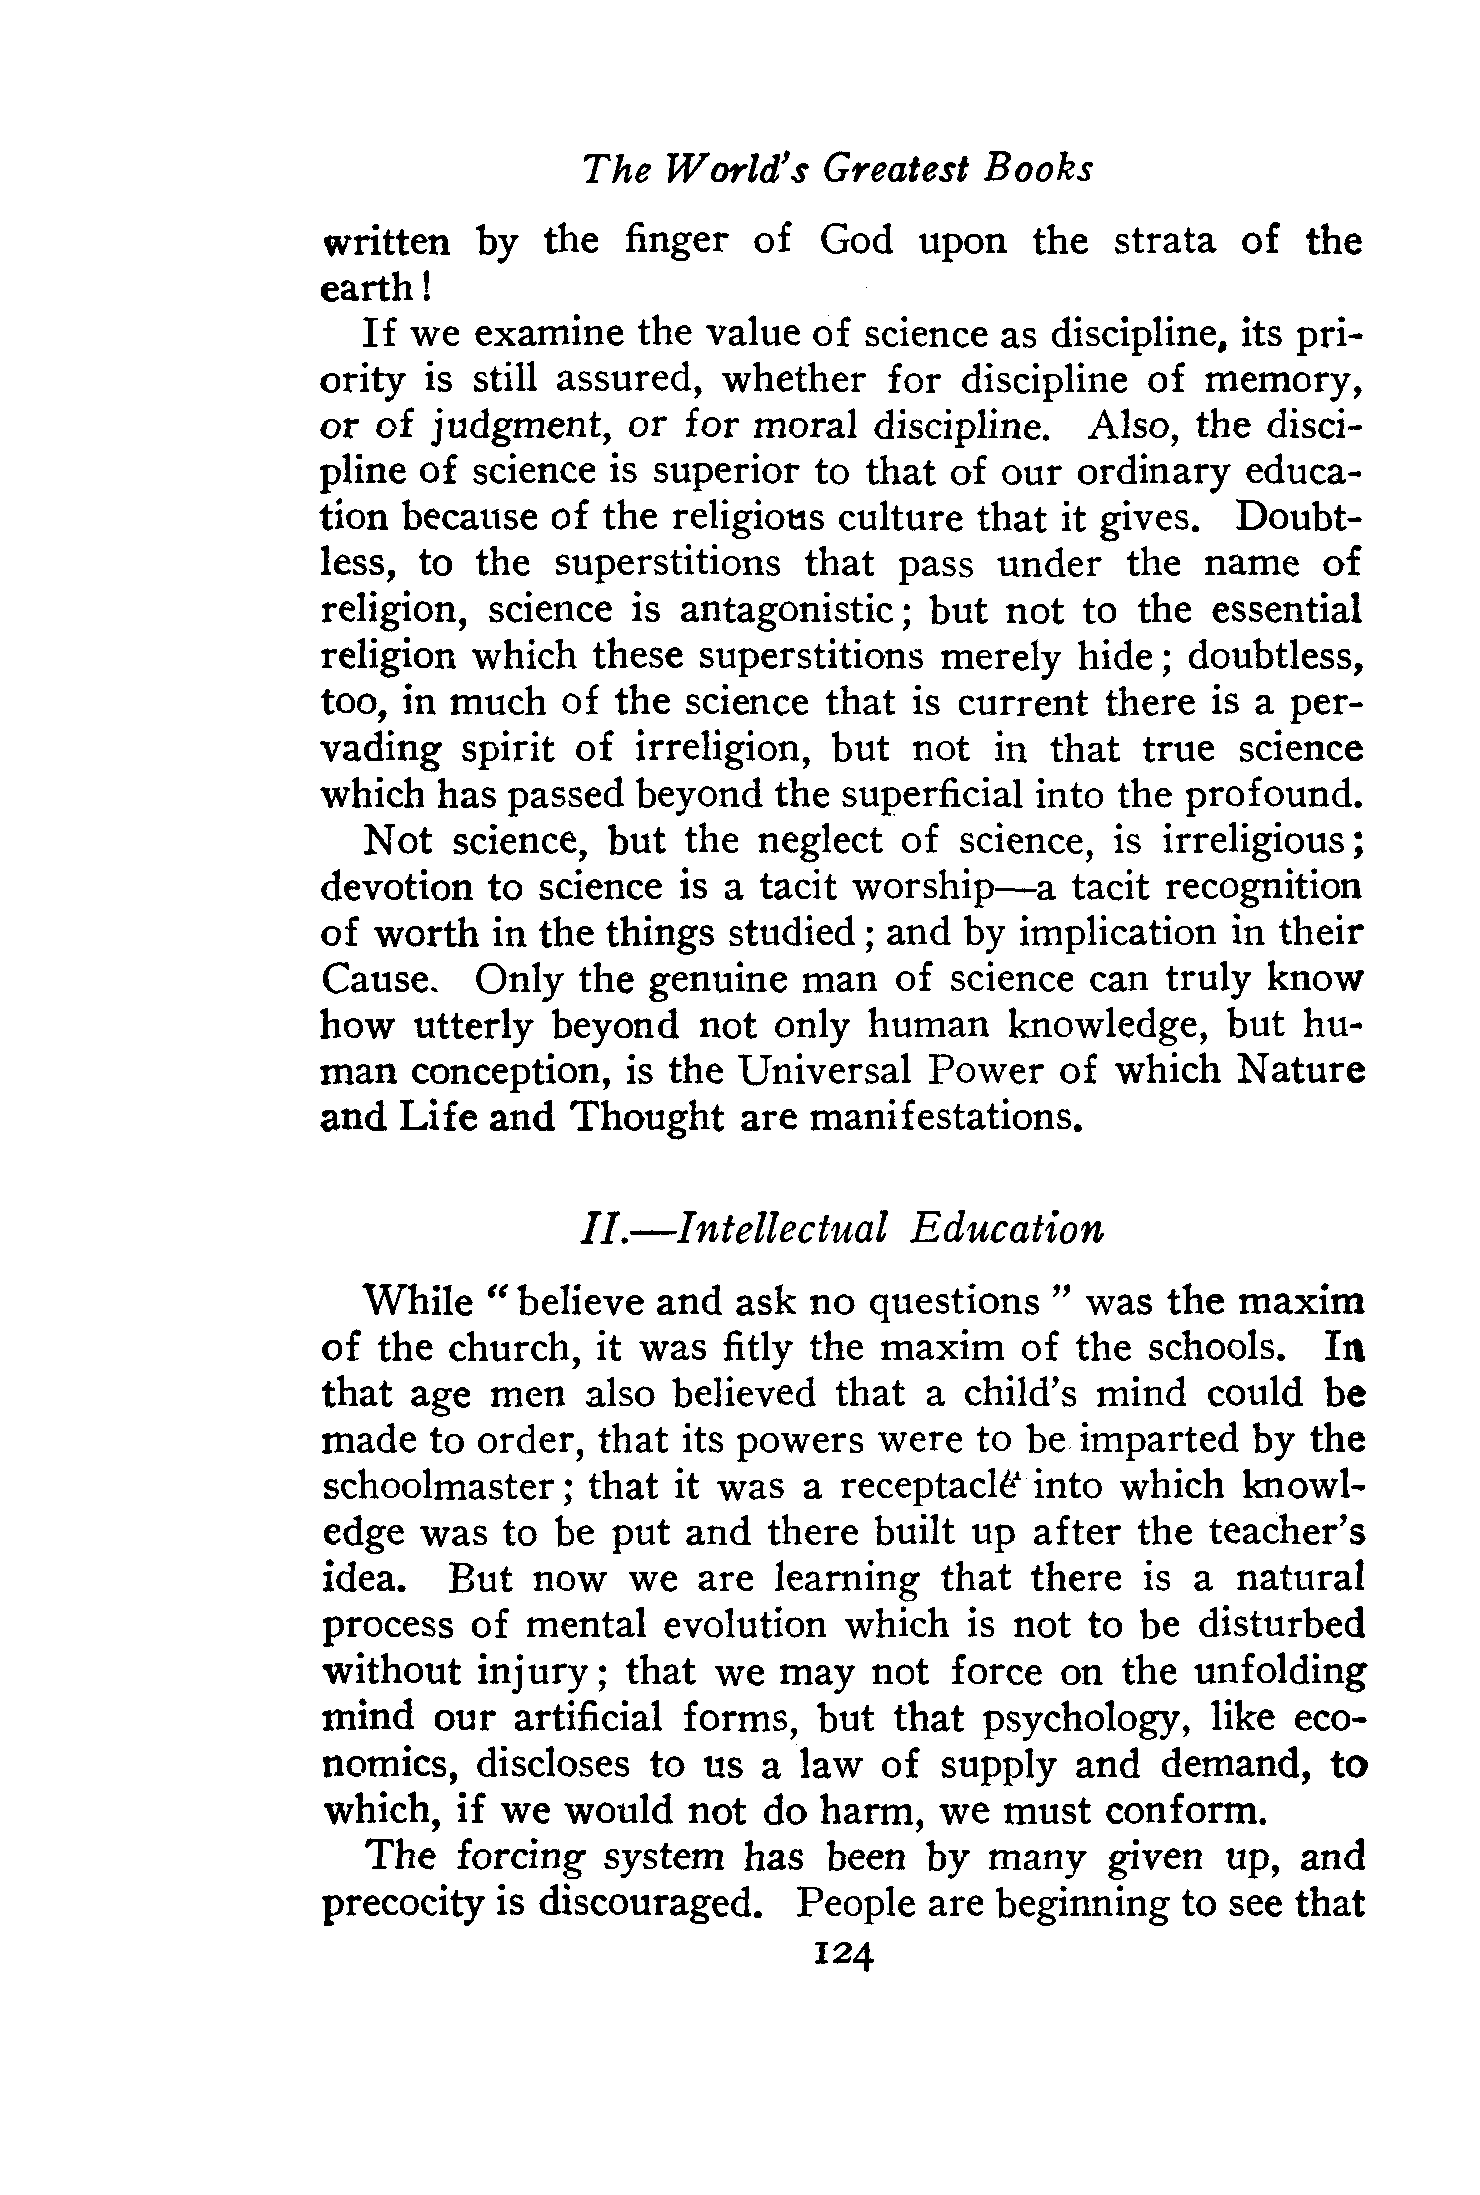 The World's Greatest Books
written by the finger of God upon the strata of the
earth!
If we examine the value of science as discipline, its pri-
ority is still assured, whether for discipline of memory,
or of judgment, or for moral discipline. Also, the disci-
pline of science is superior to that of our ordinary educa-
tion because of the religious culture that it gives. Doubt-
less, to the superstitions that pass under the name of
religion, science is antagonistic; but not to the essential
religion which these superstitions merely hide; doubtless,
too, in much of the science that is current there is a per-
vading spirit of irreligion, but not in that true science
which has passed beyond the superficial into the profound.
Not science, but the neglect of science, is irreligious;
devotion to science is a tacit worship—a tacit recognition
of worth in the things studied; and by implication in their
Cause. Only the genuine man of science can truly know
how utterly beyond not only human knowledge, but hu-
man conception, is the Universal Power of which Nature
and Life and Thought are manifestations.
II.—Intellectual Education
While "believe and ask no questions" was the maxim
of the church, it was fitly the maxim of the schools. In
that age men also believed that a child's mind could be
made to order, that its powers were to be imparted by the
schoolmaster; that it was a receptacle into which knowl-
edge was to be put and there built up after the teacher's
idea. But now we are learning that there is a natural
process of mental evolution which is not to be disturbed
without injury; that we may not force on the unfolding
mind our artificial forms, but that psychology, like eco-
nomics, discloses to us a law of supply and demand, to
which, if we would not do harm, we must conform.
The forcing system has been by many given up, and
precocity is discouraged. People are beginning to see that
124